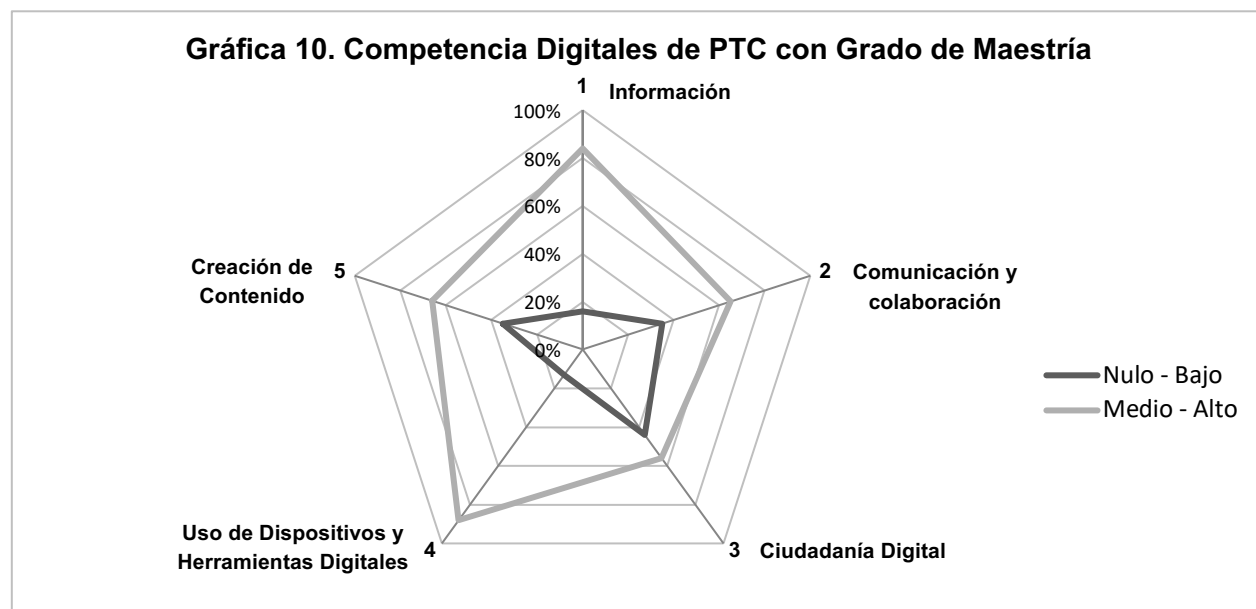 Gráfica 10. Competencia Digitales de PTC con Grado de Maestría
1
Información
100%
80%
60%
40%
20%
0%
2
Comunicación y
colaboración
3
Ciudadanía Digital
4
Uso de Dispositivos y
Herramientas Digitales
5
Creación de
Contenido
Nulo - Bajo
Medio - Alto